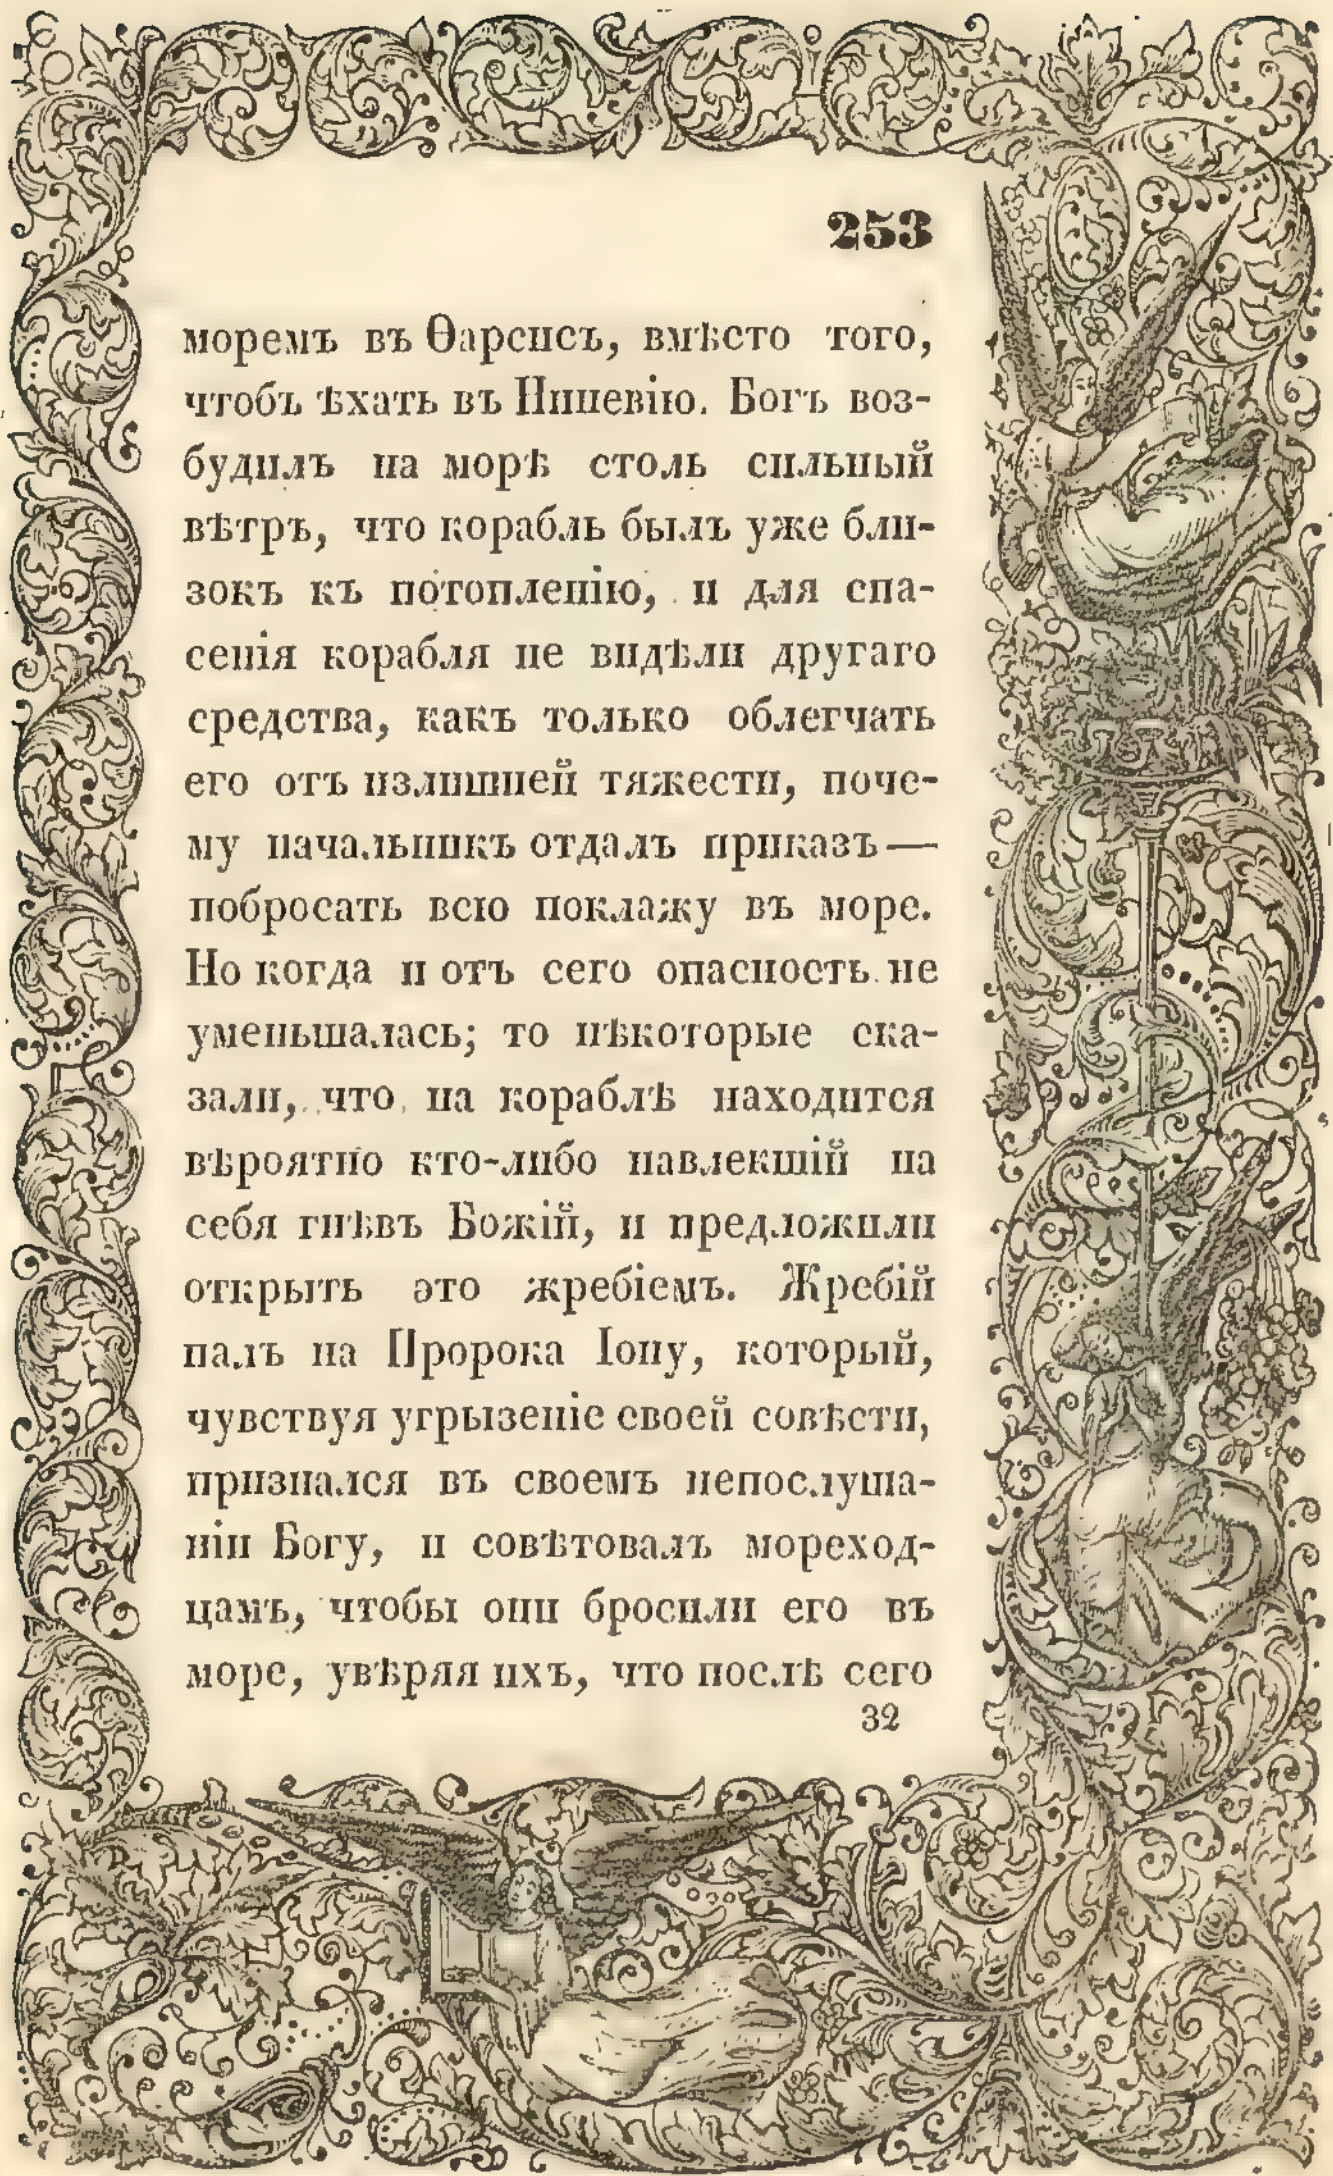 253
моремъ въ Ѳарсисъ, вмѣсто того,
чтобъ ѣхать въ Ниневію. Богъ воз-
будилъ на морѣ столь сильный
вѣтръ, что корабль былъ уже бли-
зокъ къ потопленію, и для спа-
сенія корабля не видѣли другаго
средства, какъ только облегчать
его отъ излишней тяжести, поче-
му начальникъ отдалъ приказъ—
побросать всю поклажу въ море.
Но когда и отъ сего опасность не
уменьшалась; то нѣкоторые ска-
зали, что на кораблѣ находится
вѣроятно кто-либо навлекшій на
себя гнѣвъ Божій, и предложили
открыть это жребіемъ. Жребій
палъ на Пророка Іону, который,
чувствуя угрызеніе своей совѣсти,
признался въ своемъ непослуша-
ніи Богу, и совѣтовалъ мореход-
цамъ, чтобы они бросили его въ
море, увѣряя ихъ, что послѣ сего
32